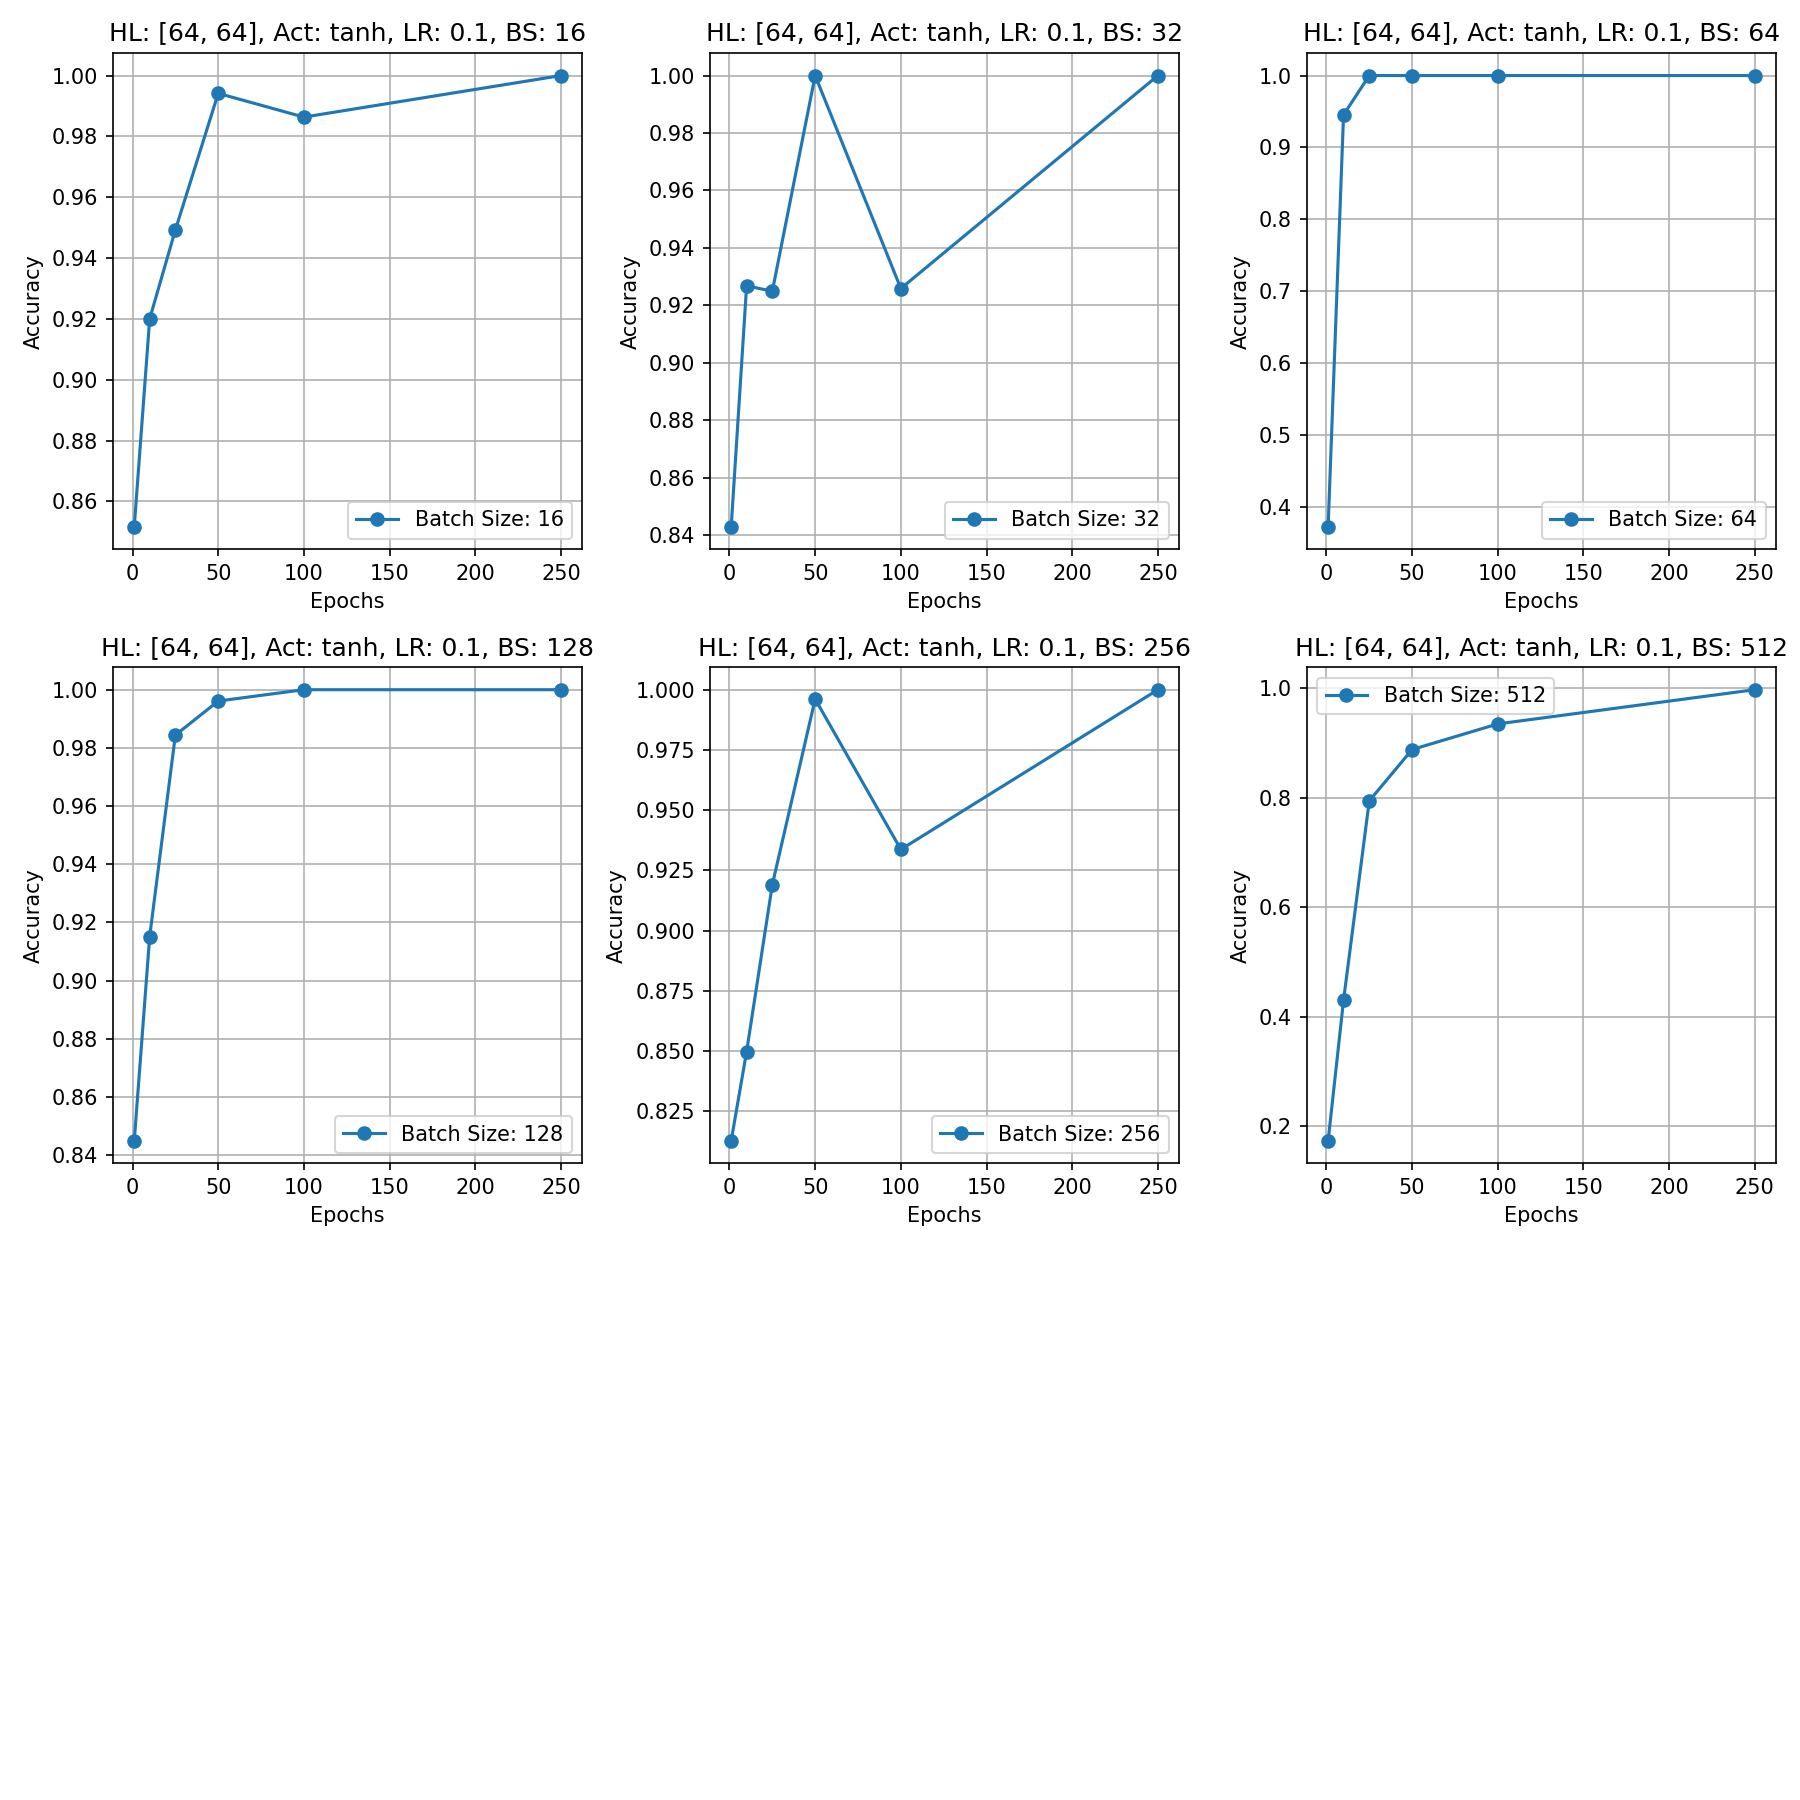 HL: [64, 64], Act: tanh, LR: 0.1, BS: 16
1.00
0.98
0.96
0.94
0.92
0.90
0.88
0.86
Accuracy
Batch Size: 16
0 50 100 150 200 250
Epochs
HL: [64, 64], Act: tanh, LR: 0.1, BS: 32
1.00
0.98
0.96
0.94
0.92
0.90
0.88
0.86
0.84
Accuracy
Batch Size: 32
0 50 100 150 200 250
Epochs
HL: [64, 64], Act: tanh, LR: 0.1, BS: 64
1.0
0.9
0.8
0.7
0.6
0.5
0.4
Accuracy
Batch Size: 64
0 50 100 150 200 250
Epochs
HL: [64, 64], Act: tanh, LR: 0.1, BS: 128
1.00
0.98
0.96
0.94
0.92
0.90
0.88
0.86
0.84
Accuracy
Batch Size: 128
0 50 100 150 200 250
Epochs
HL: [64, 64], Act: tanh, LR: 0.1, BS: 256
1.000
0.975
0.950
0.925
0.900
0.875
0.850
0.825
Accuracy
Batch Size: 256
0 50 100 150 200 250
Epochs
HL: [64, 64], Act: tanh, LR: 0.1, BS: 512
Batch Size: 512
1.0
0.8
0.6
0.4
0.2
Accuracy
0 50 100 150 200 250
Epochs